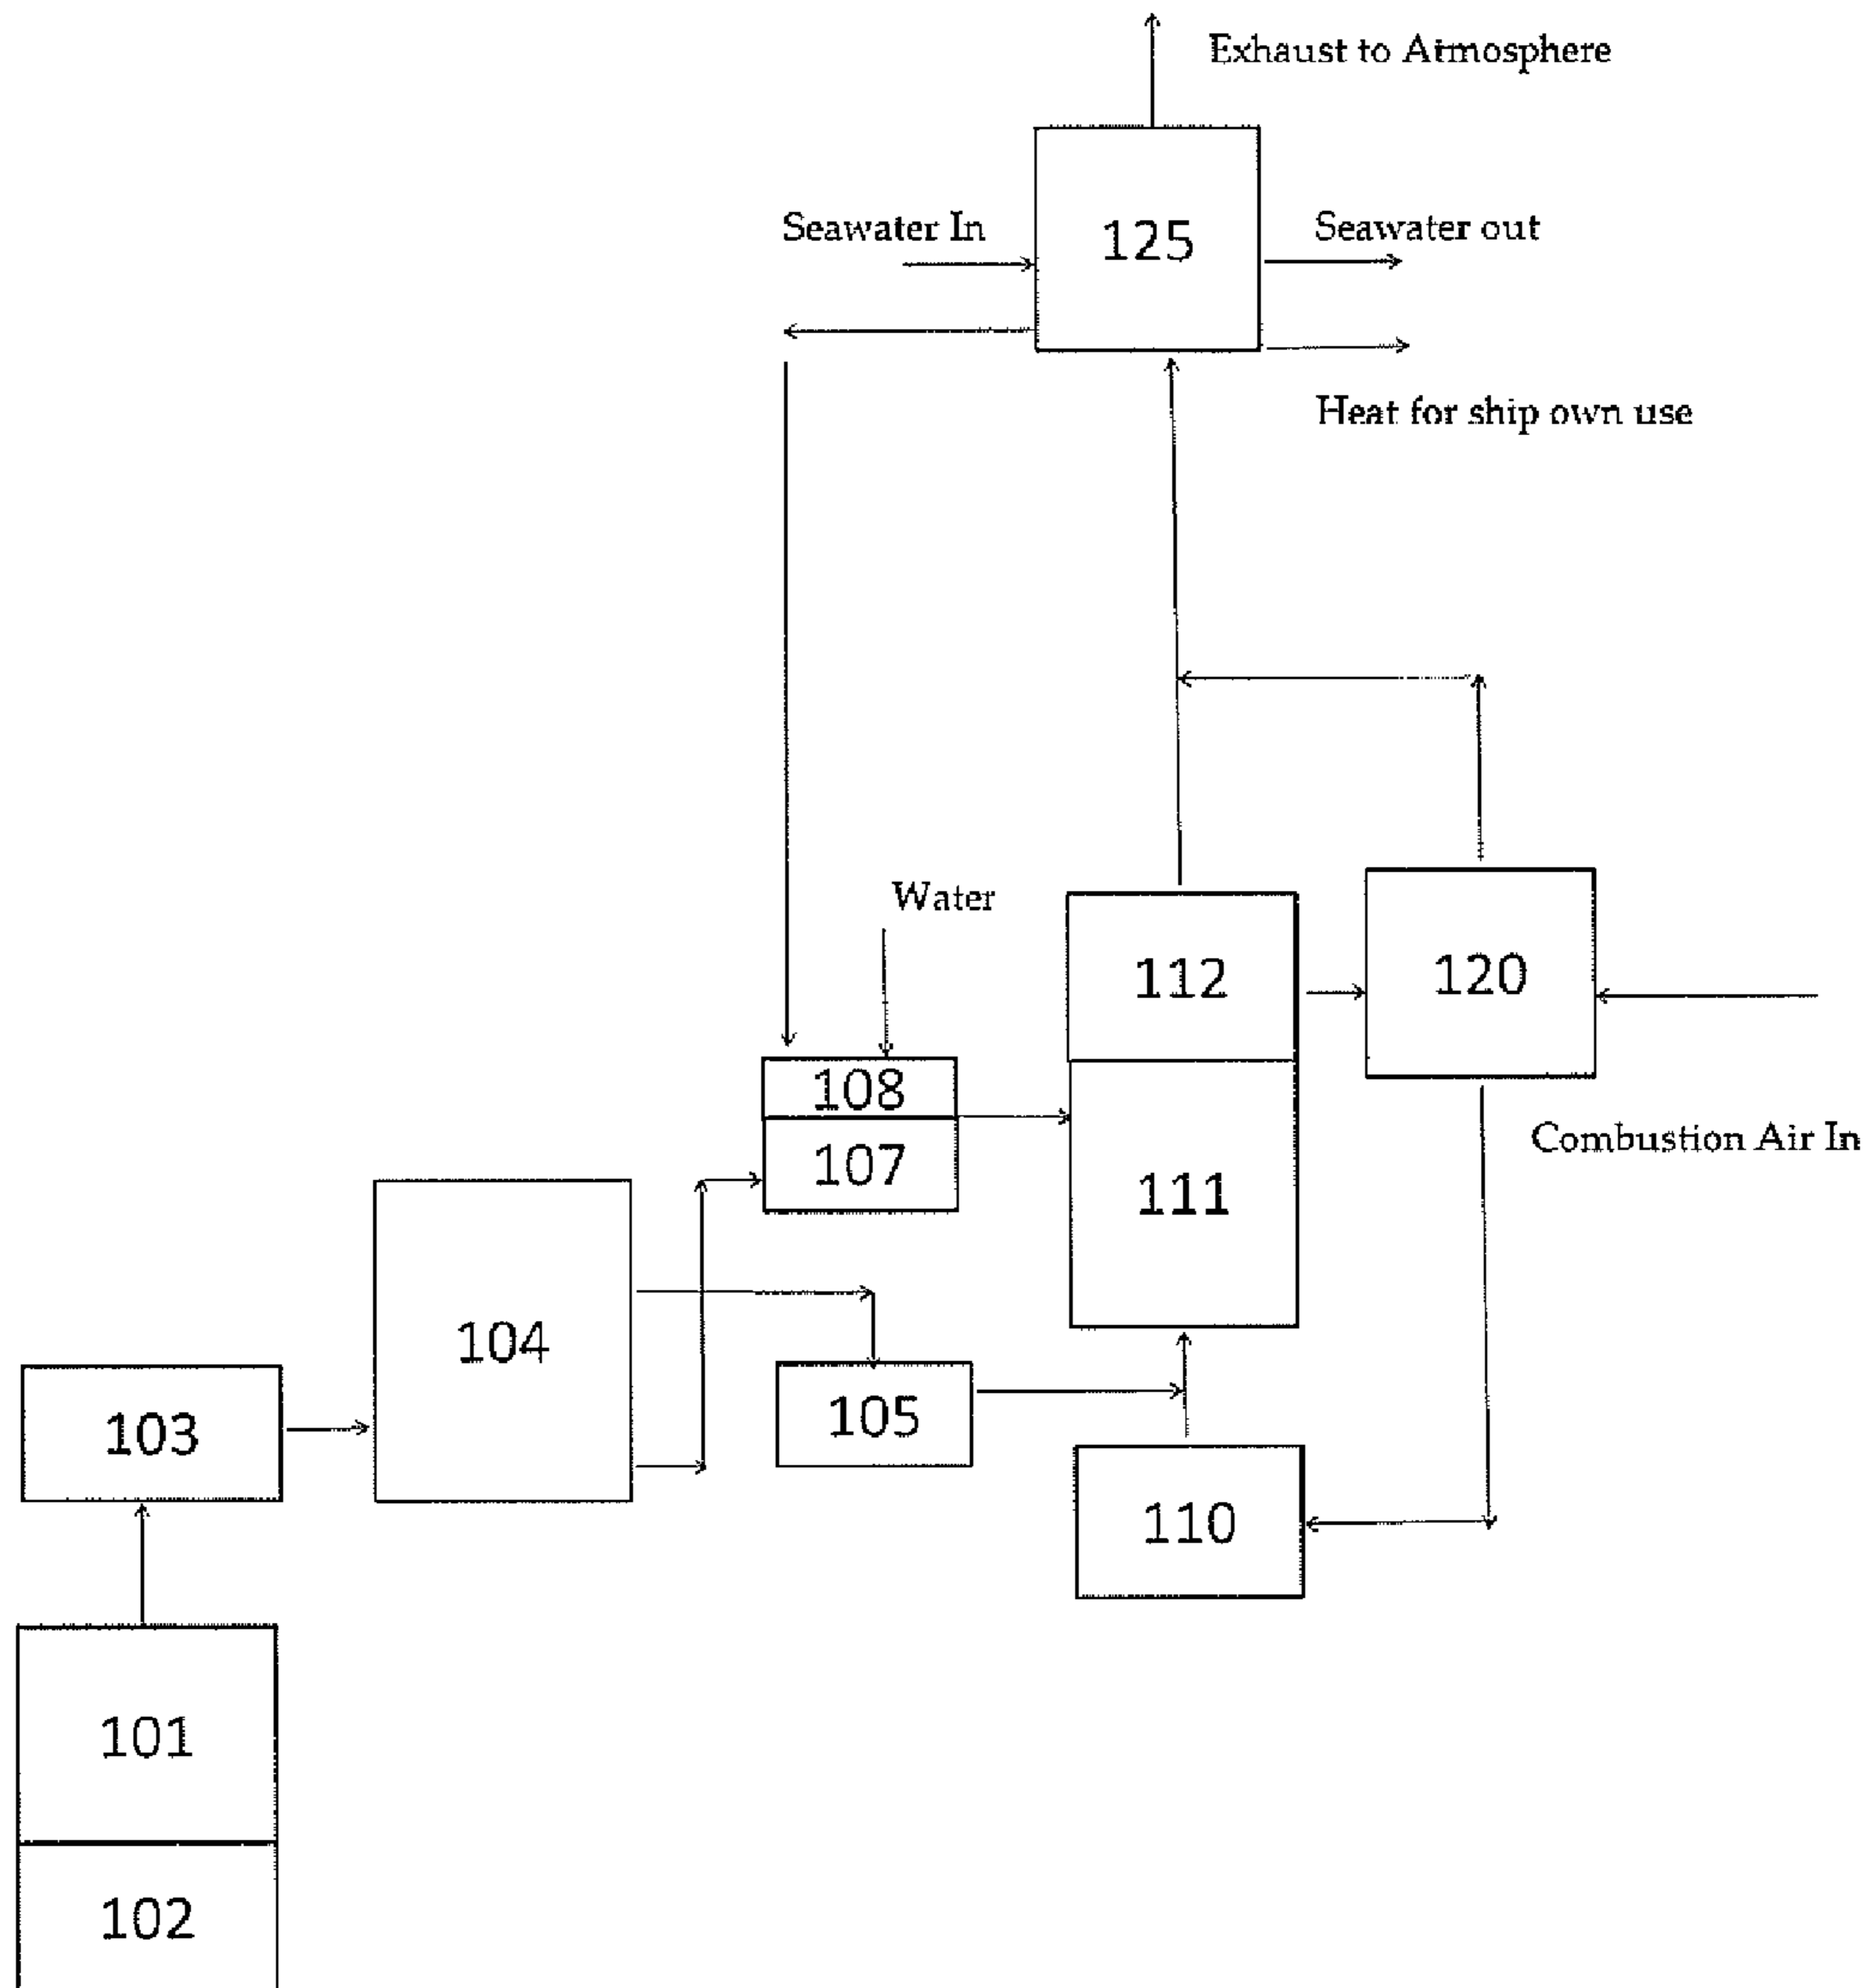 Exhaust to Atmosphere
125
Seawater In
Seawater out
Heat for ship own use
Water
112
120
108
107
111
Combustion Air In
104
103
105
110
101
102